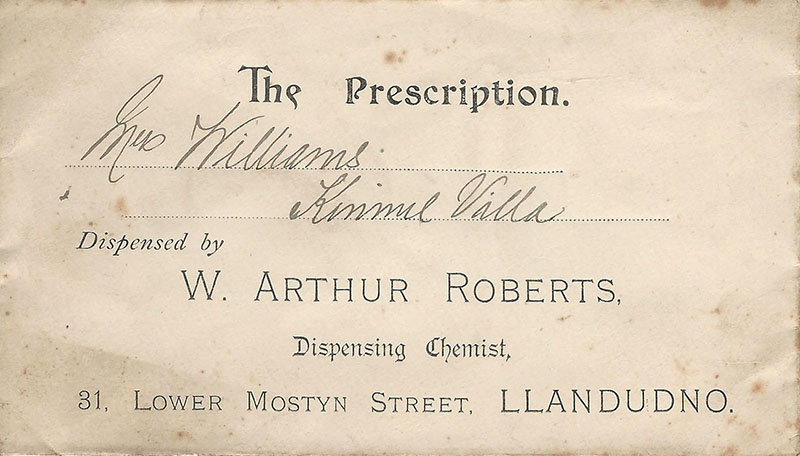 The Prescription.
Mrs Williams.
Kinmel Villa
Dispensed by
W. ARTHUR ROBERTS,
Dispensing Chemist,
31, LOWER MOSTYN STREET, LLANDUDNO.